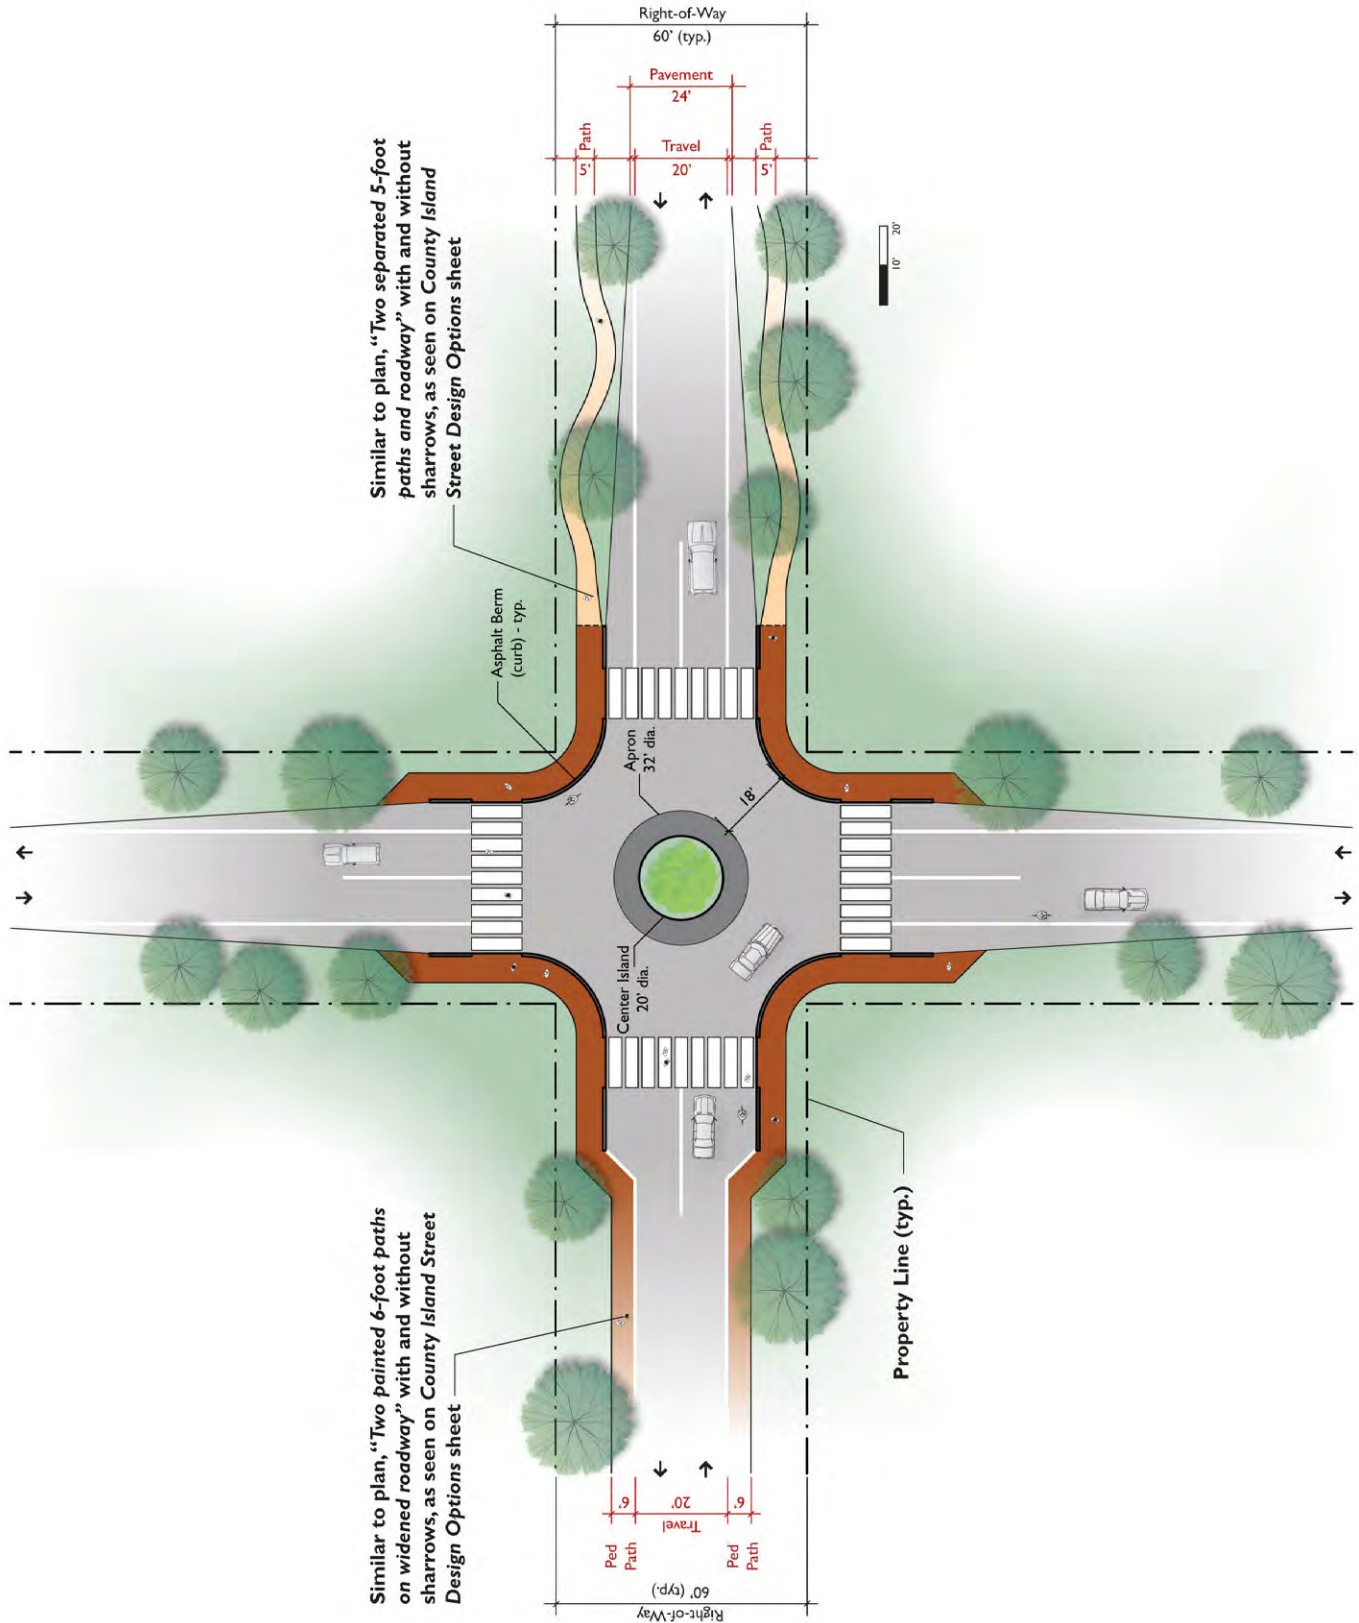 Right-of-Way
60' (typ.)
Pavement
24'
Path
5'
Travel
20'
Path
5'
Similar to plan, “Two separated 5-foot
paths and roadway” with and without
sharrows, as seen on County Island
Street Design Options sheet
10'
20'
Asphalt Berm
(curb) - typ.
Apron
32' dia.
18'
Center Island
20' dia.
Similar to plan, “Two painted 6-foot paths
on widened roadway” with and without
sharrows, as seen on County Island Street
Design Options sheet
Property Line (typ.)
6'
20'
6'
Travel
Ped
Path
Ped
Path
60' (typ.)
Right-of-Way